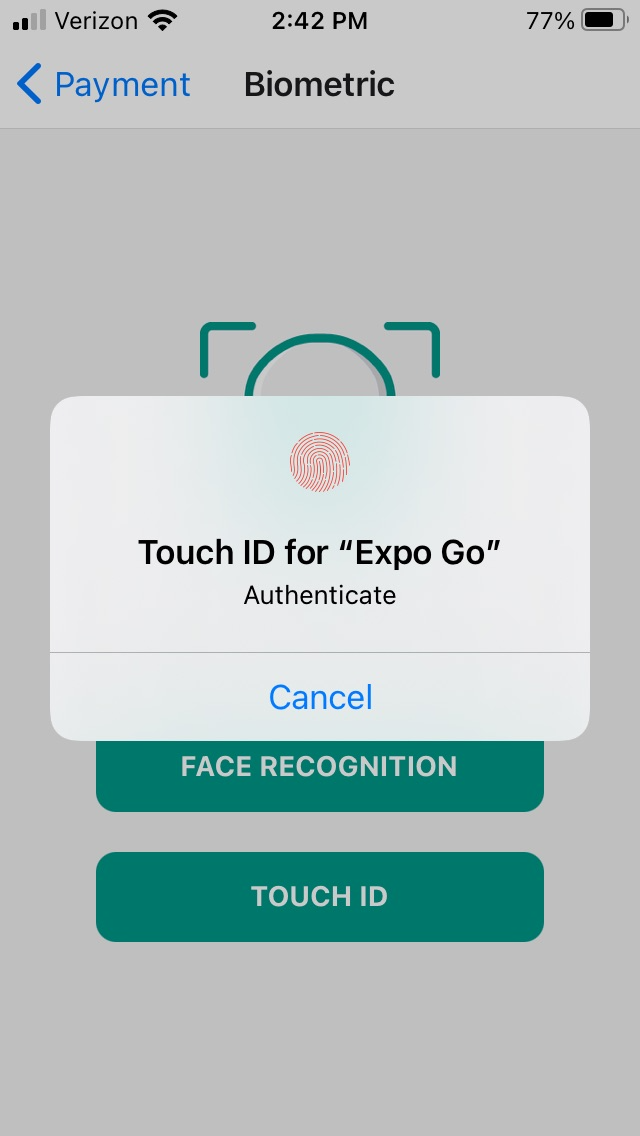 Verizon 2:42 PM 77%
Payment Biometric
Touch ID for “Expo Go”
Authenticate
Cancel
FACE RECOGNITION
TOUCH ID